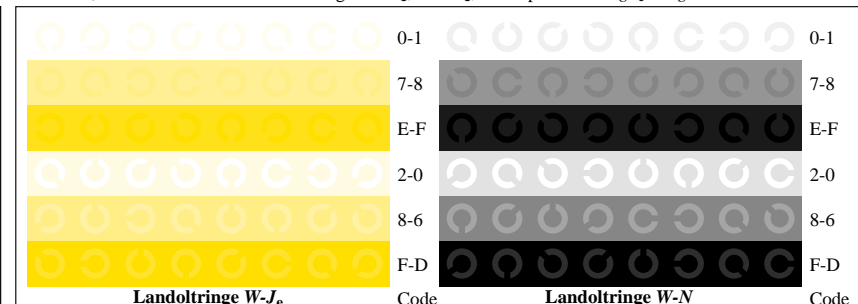 0-1 0-1
7-8 7-8
E-F E-F
2-0 2-0
8-6 8-6
F-D F-D
Landoltringe W-Je Code Landoltringe W-N Code